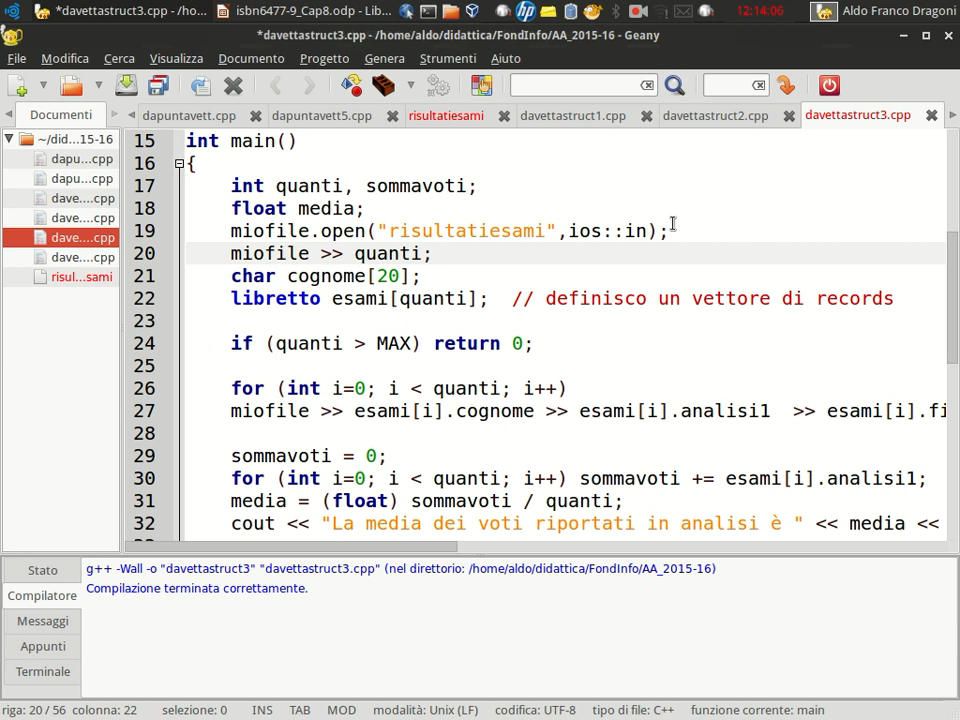 *davettastruct3.cpp - /ho...
isbn6477-9_Cap8.odp - Lib...
12:14:06
Aldo Franco Dragoni
*davettastruct3.cpp - /home/aldo/didattica/FondInfo/AA_2015-16 - Geany
File Modifica Cerca Visualizza Documento Progetto Genera Strumenti Aiuto
Documenti
dapuntavett.cpp
dapuntavett5.cpp
risultatiesami
davettastruct1.cpp
davettastruct2.cpp
davettastruct3.cpp
~/did...15-16
dapu...cpp
dapu...cpp
dave....cpp
dave....cpp
dave....cpp
dave....cpp
risul...sami
15 int main()
16 {
17 int quanti, sommavoti;
18 float media;
19 miofile.open("risultatiesami",ios::in);
20 miofile >> quanti;
21 char cognome[20];
22 libretto esami[quanti]; // definisco un vettore di records
23
24 if (quanti > MAX) return 0;
25
26 for (int i=0; i < quanti; i++)
27 miofile >> esami[i].cognome >> esami[i].analisi1 >> esami[i].fi
28
29 sommavoti = 0;
30 for (int i=0; i < quanti; i++) sommavoti += esami[i].analisi1;
31 media = (float) sommavoti / quanti;
32 cout << "La media dei voti riportati in analisi è " << media <<
Stato
Compilatore
Messaggi
Appunti
Terminale
g++ -Wall -o "davettastruct3" "davettastruct3.cpp" (nel direttorio: /home/aldo/didattica/FondInfo/AA_2015-16)
Compilazione terminata correttamente.
riga: 20 / 56 colonna: 22 selezione: 0 INS TAB MOD modalità: Unix (LF) codifica: UTF-8 tipo di file: C++ funzione corrente: main